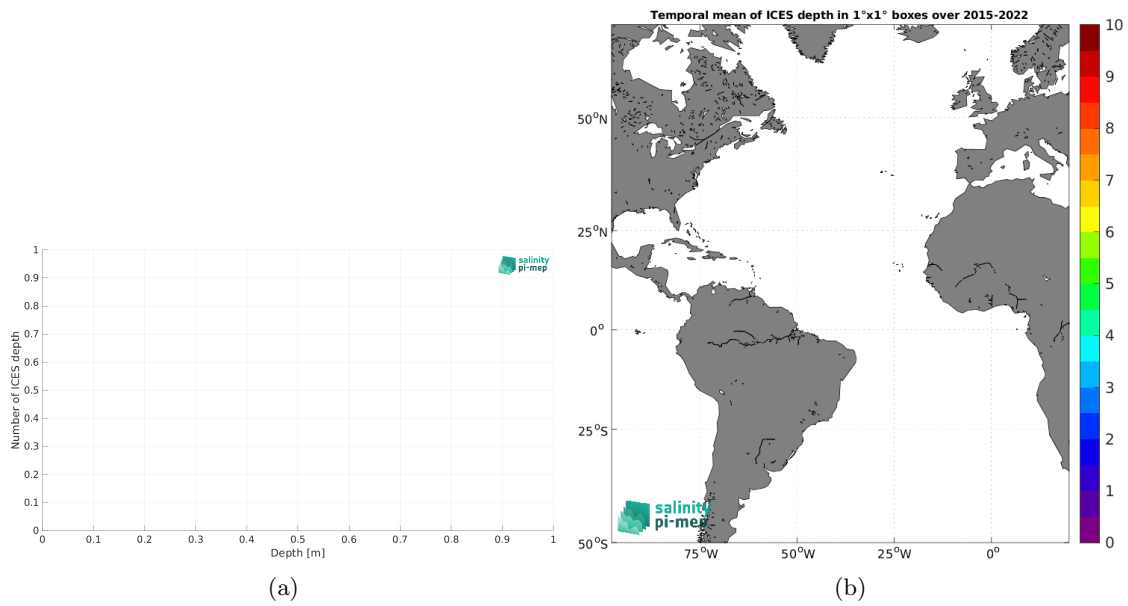 Temporal mean of ICES depth in 1°x1° boxes over 2015-2022
salinity
pi-mep
Number of ICES depth
1
0.9
0.8
0.7
0.6
0.5
0.4
0.3
0.2
0.1
0
0 0.1 0.2 0.3 0.4 0.5 0.6 0.7 0.8 0.9 1
Depth [m]
(a)
50°N
25°N
0°
25°S
50°S
75°W 50°W 25°W 0°
salinity
pi-mep
10
9
8
7
6
5
4
3
2
1
0
(b)